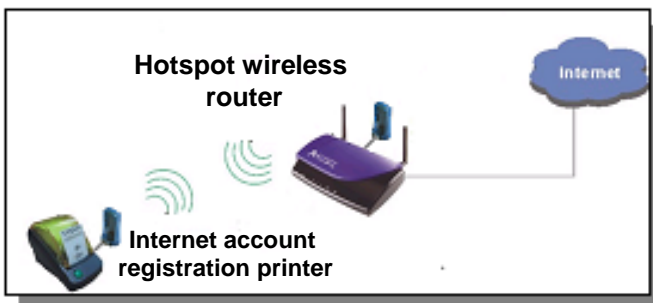 Hotspot wireless
router
Internet
Internet account
registration printer